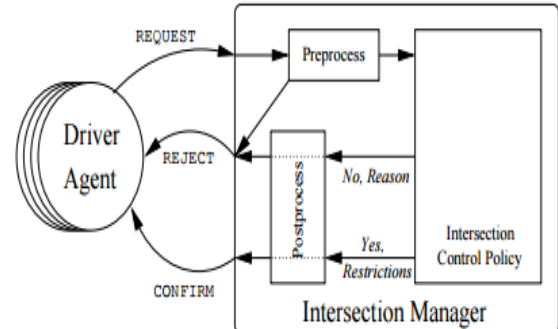 REQUEST
Preprocess
Driver
Agent
REJECT
Postprocess
No, Reason
Yes,
Restrictions
Intersection
Control Policy
CONFIRM
Intersection Manager